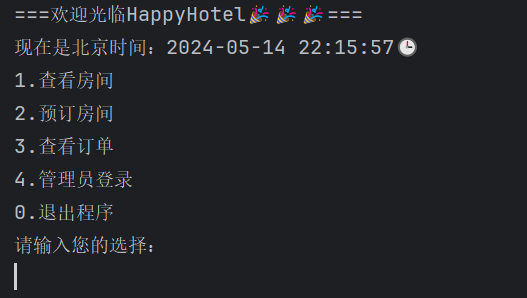 ===欢迎光临HappyHotel🎉🎉🎉===
现在是北京时间：2024-05-14 22:15:57🕒
1.查看房间
2.预订房间
3.查看订单
4.管理员登录
0.退出程序
请输入您的选择：